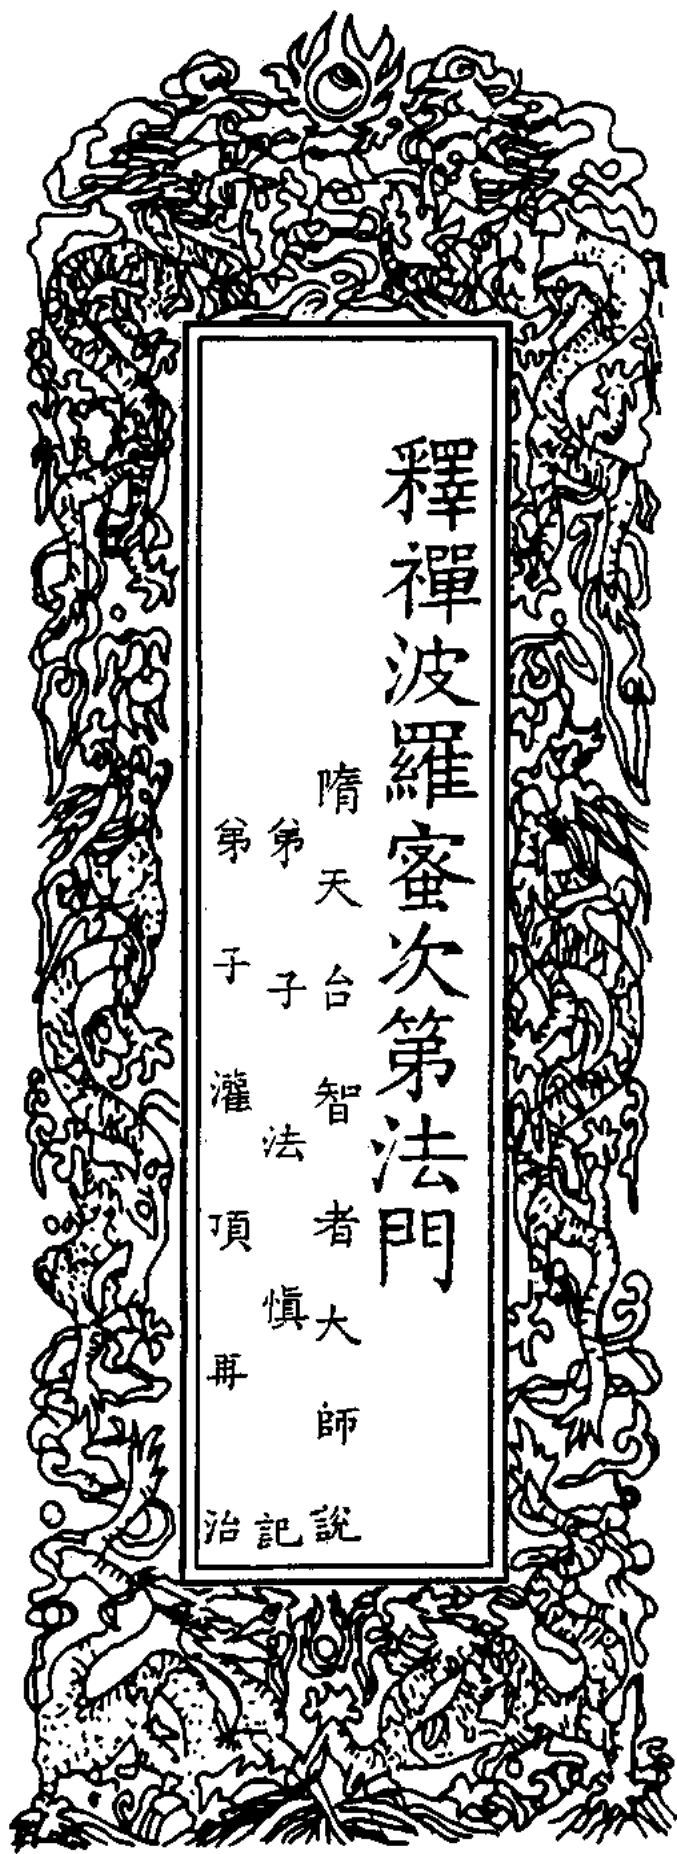 釋禪波羅蜜次第法門
隋天台智者大師說
弟子法慎記
弟子灌頂再治